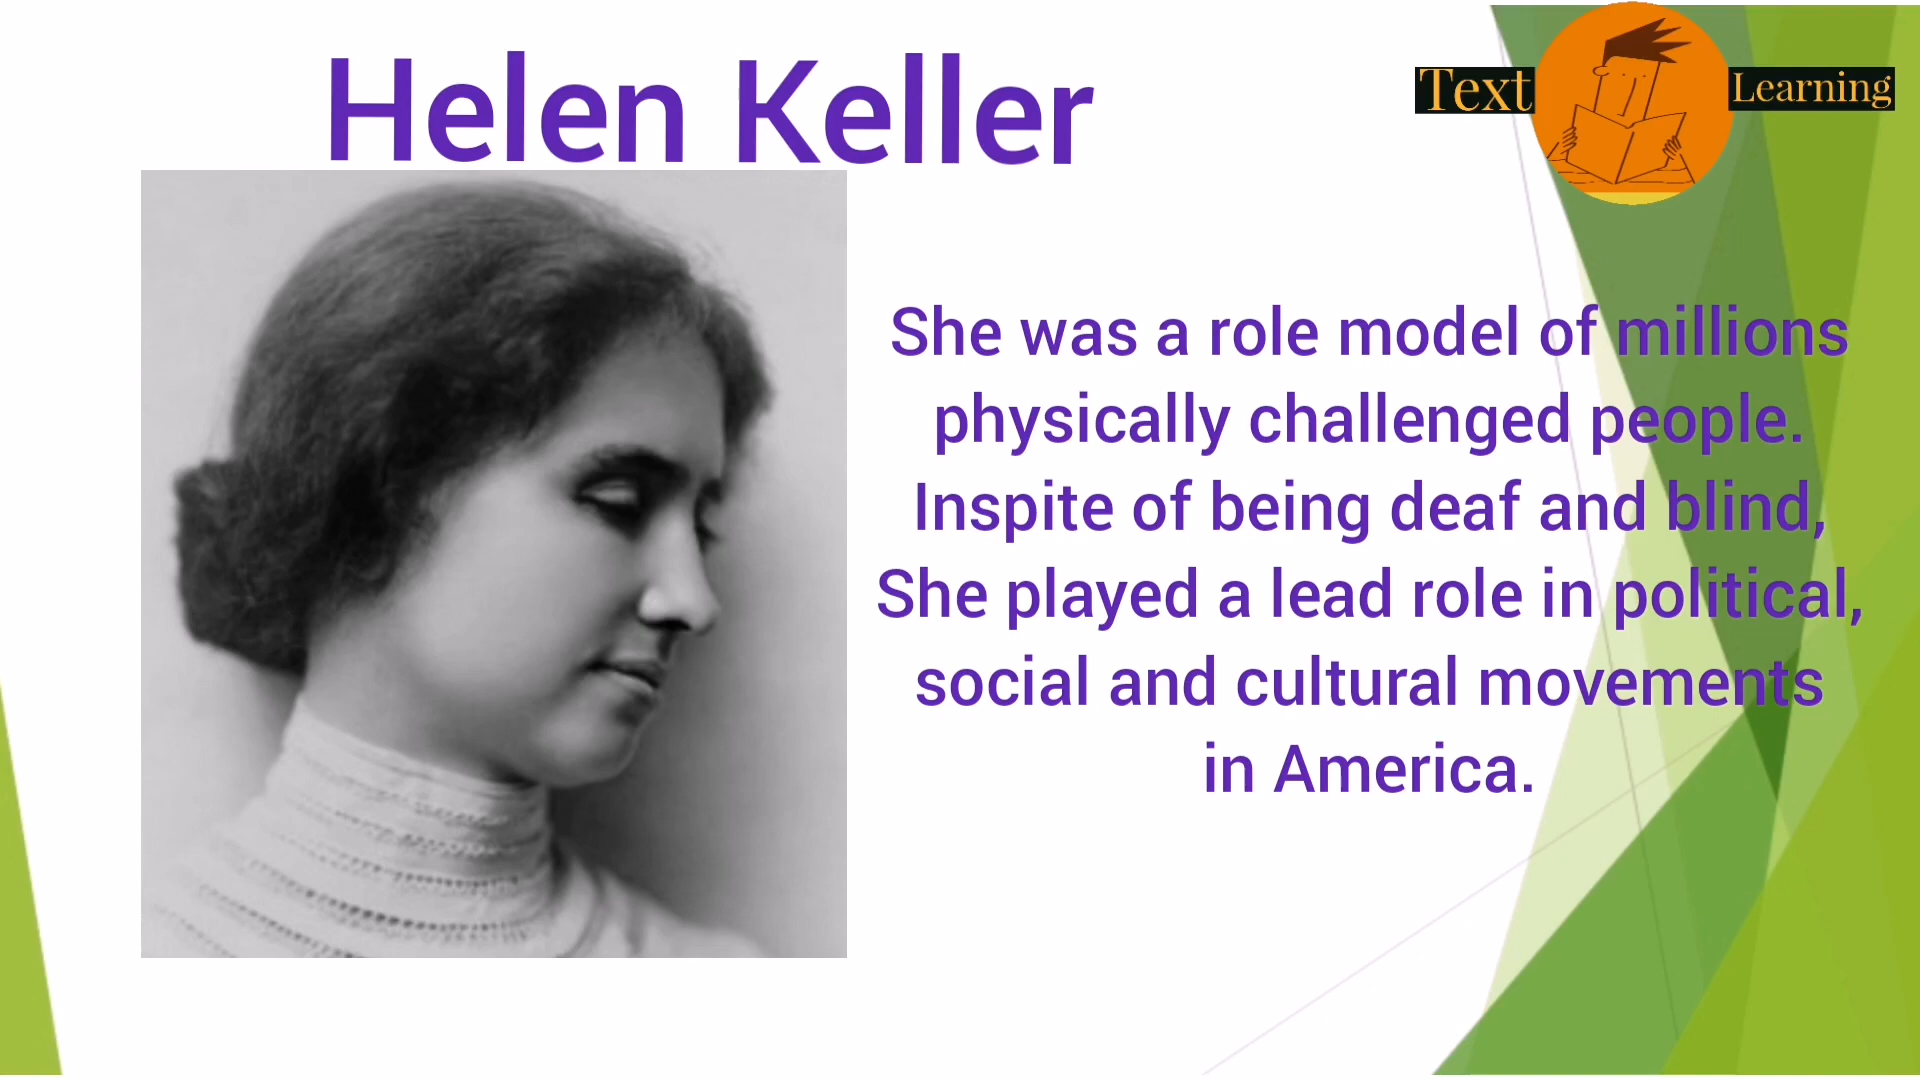 Helen Keller
Text Learning
She was a role model of millions
physically challenged people.
Inspite of being deaf and blind,
She played a lead role in political,
social and cultural movements
in America.